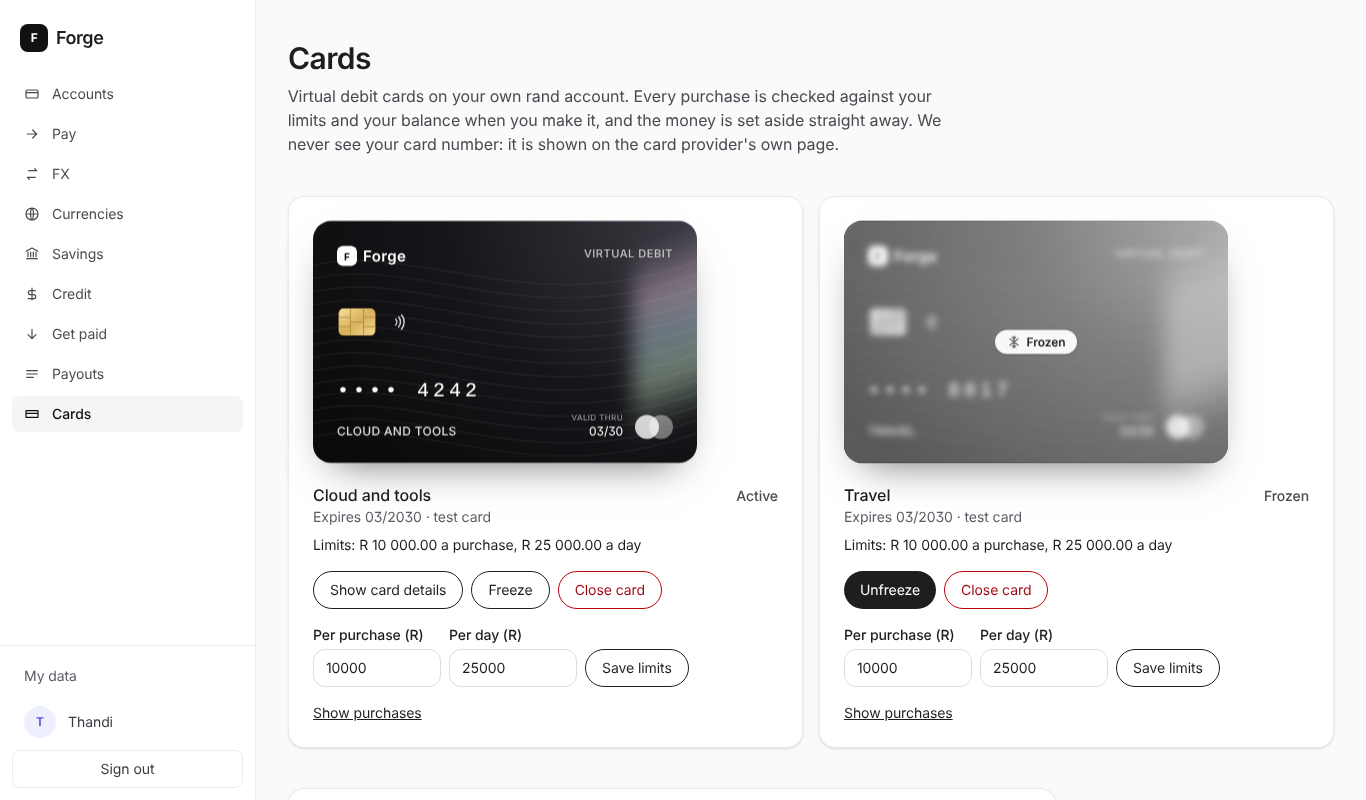 F Forge
Accounts
Pay
FX
Currencies
Savings
Credit
Get paid
Payouts
Cards
My data
T Thandi
Sign out
Cards
Virtual debit cards on your own rand account. Every purchase is checked against your
limits and your balance when you make it, and the money is set aside straight away. We
never see your card number: it is shown on the card provider's own page.
F Forge
VIRTUAL DEBIT
•••• 4242
VALID THRU
03/30
CLOUD AND TOOLS
Cloud and tools
Active
Expires 03/2030 · test card
Limits: R 10 000.00 a purchase, R 25 000.00 a day
Show card details
Freeze
Close card
Per purchase (R)
Per day (R)
10000
25000
Save limits
Show purchases
Forge
VIRTUAL DEBIT
Frozen
Travel
Frozen
Expires 03/2030 · test card
Limits: R 10 000.00 a purchase, R 25 000.00 a day
Unfreeze
Close card
Per purchase (R)
Per day (R)
10000
25000
Save limits
Show purchases